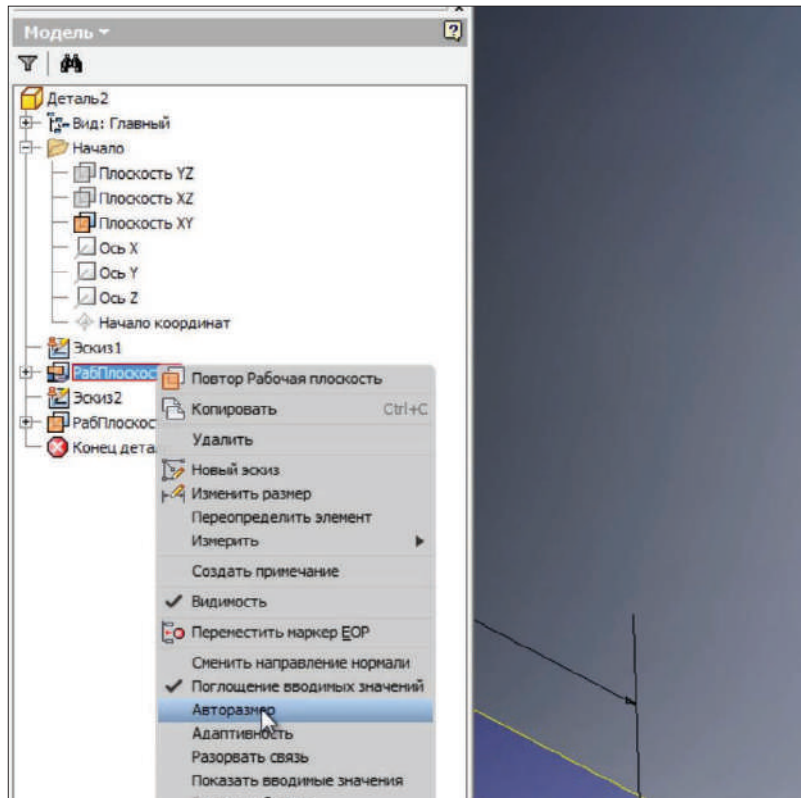 Модель
Деталь2
Вид: Главный
Начало
Плоскость YZ
Плоскость XZ
Плоскость XY
Ось X
Ось Y
Ось Z
Начало координат
Эскиз1
РабПлоскос
Эскиз2
РабПлоскос
Конец дета
Повтор Рабочая плоскость
Копировать Ctrl+C
Удалить
Новый эскиз
Изменить размер
Переопределить элемент
Измерить
Создать примечание
Видимость
Переместить маркер EOP
Сменить направление нормали
Поглощение вводимых значений
Авторазмер
Адаптивность
Разорвать связь
Показать вводимые значения